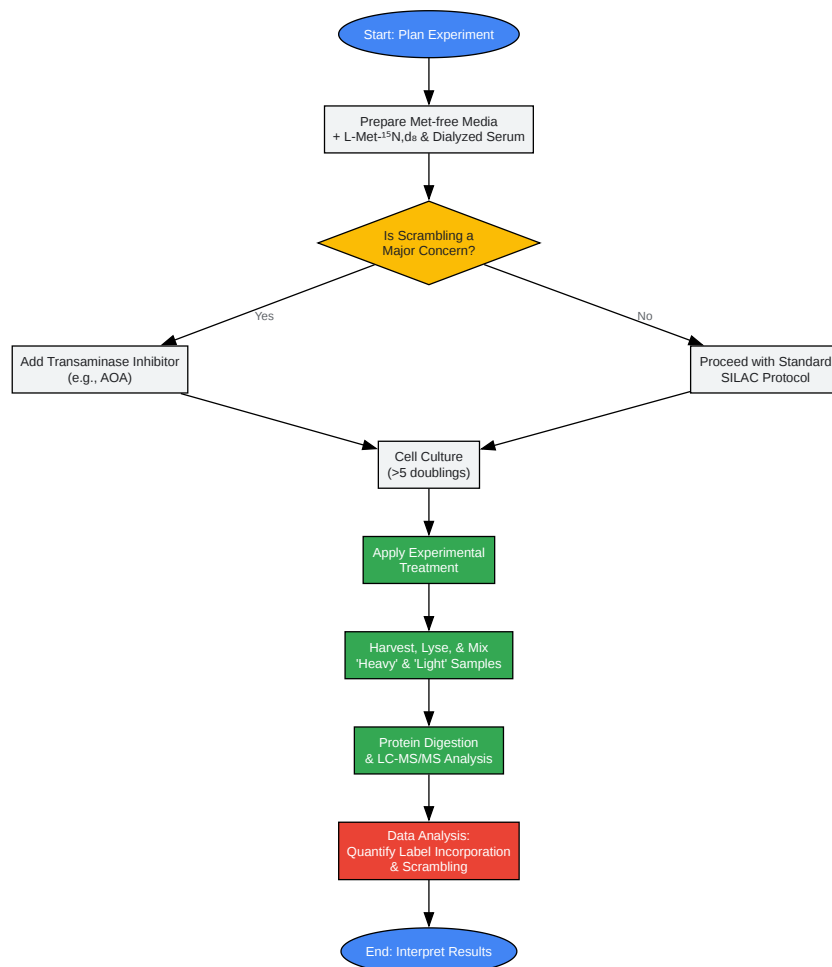 Start: Plan Experiment
Prepare Met-free Media
+ L-Met-¹⁵N,d₈ & Dialyzed Serum
Is Scrambling a
Major Concern?
Yes
No
Add Transaminase Inhibitor
(e.g., AOA)
Proceed with Standard
SILAC Protocol
Cell Culture
(>5 doublings)
Apply Experimental
Treatment
Harvest, Lyse, & Mix
'Heavy' & 'Light' Samples
Protein Digestion
& LC-MS/MS Analysis
Data Analysis:
Quantify Label Incorporation
& Scrambling
End: Interpret Results